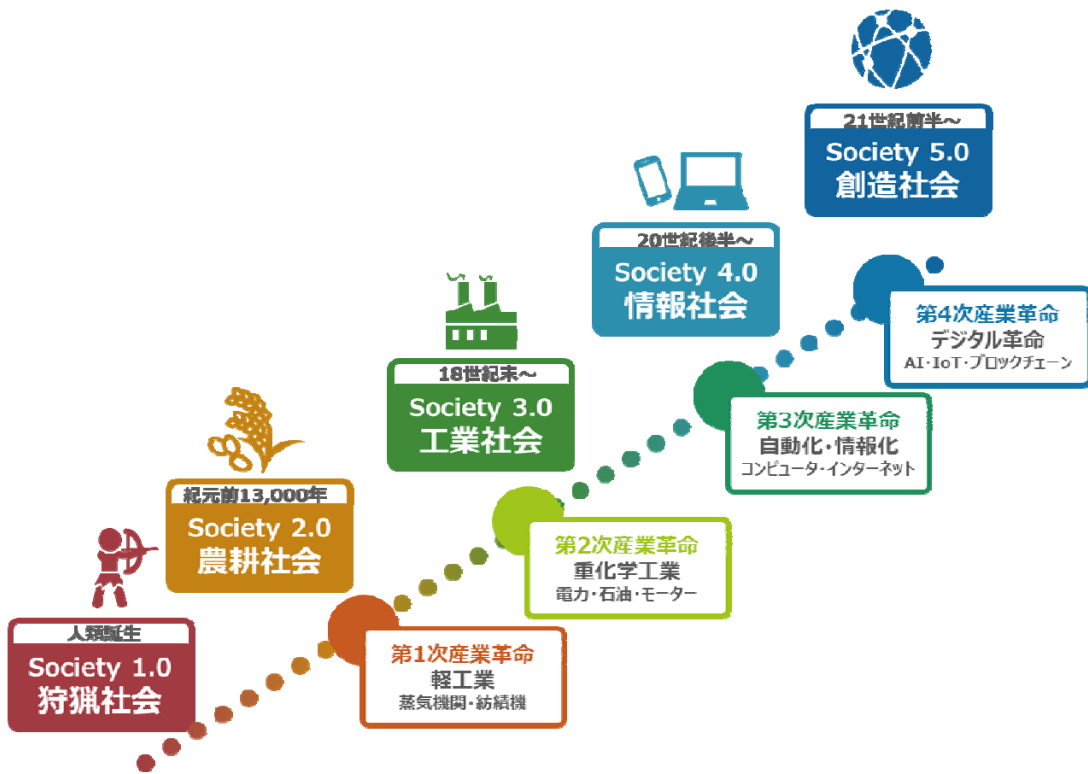 21世紀前半～
Society 5.0
創造社会
20世紀後半～
Society 4.0
情報社会
第4次産業革命
デジタル革命
AI・IoT・ブロックチェーン
18世紀末～
Society 3.0
工業社会
第3次産業革命
自動化・情報化
コンピュータ・インターネット
紀元前13,000年
Society 2.0
農耕社会
第2次産業革命
重化学工業
電力・石油・モーター
人類誕生
Society 1.0
狩猟社会
第1次産業革命
軽工業
蒸気機関・紡績機